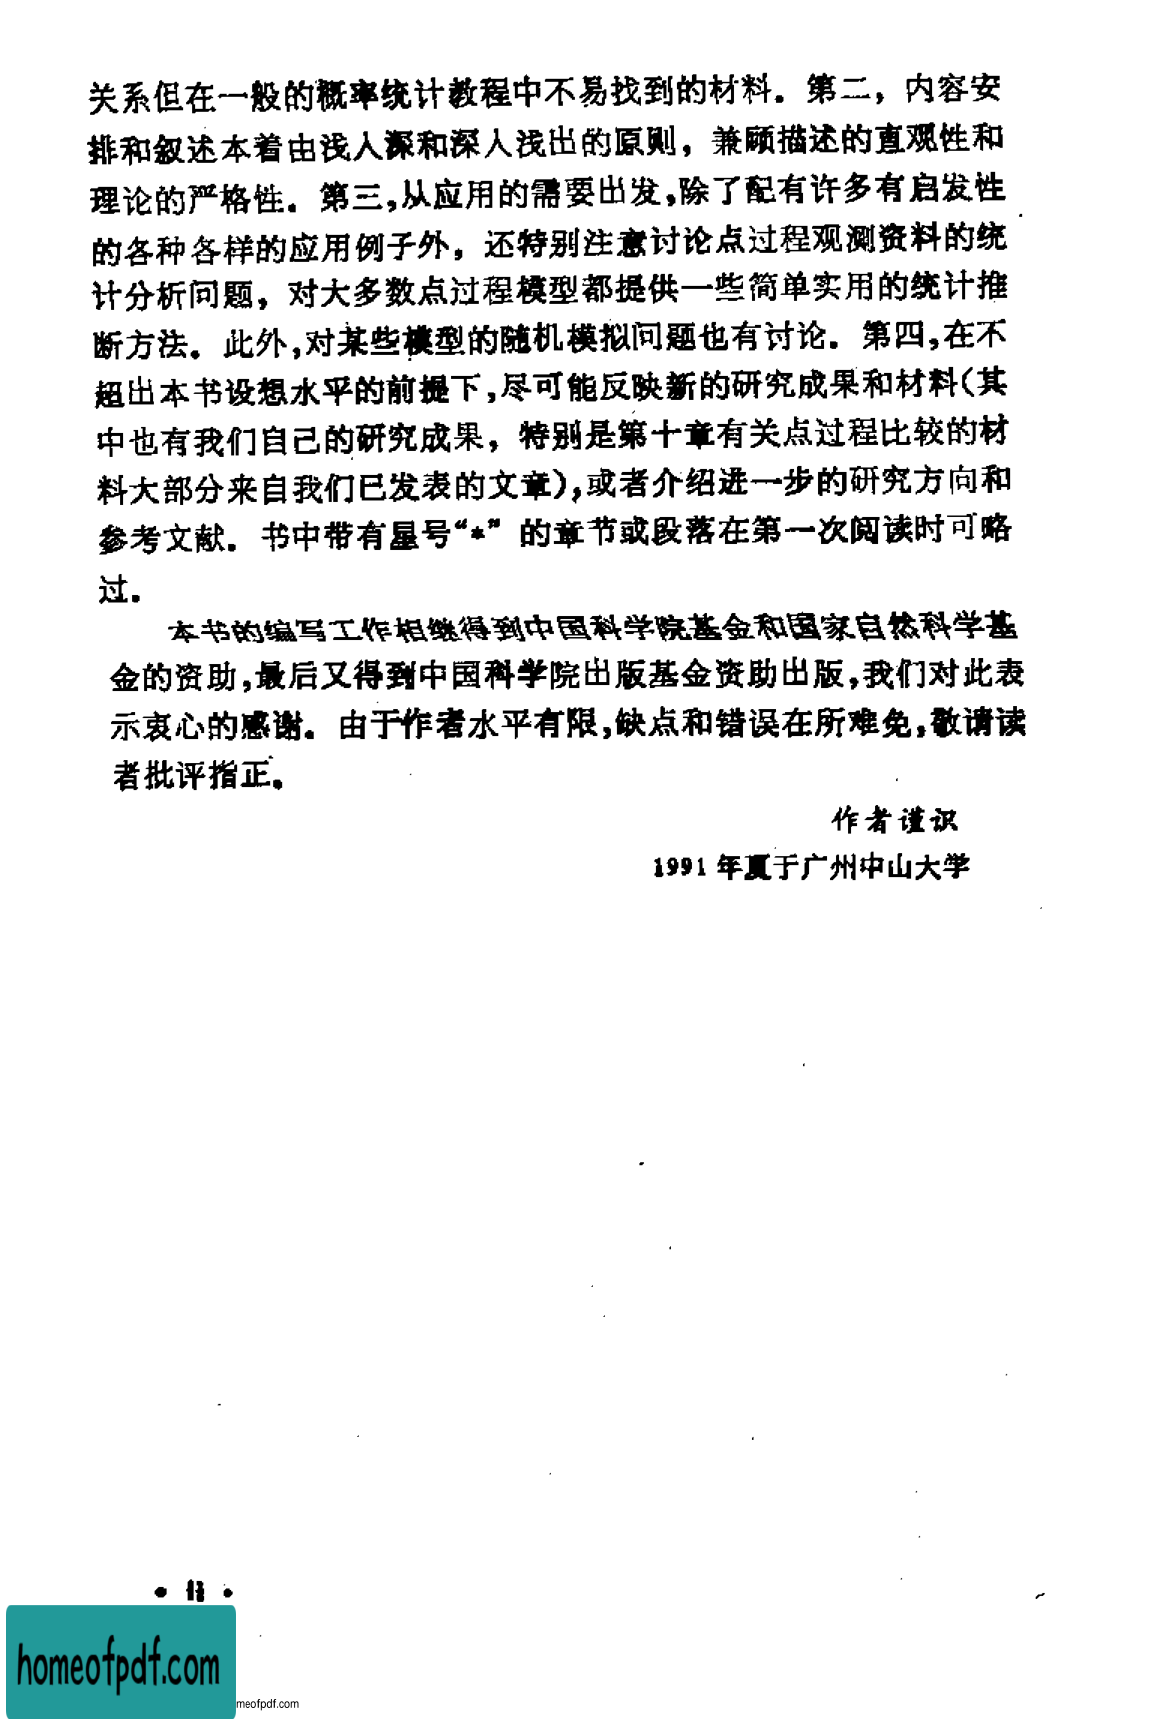 关系但在一般的概率统计教程中不易找到的材料。第二，内容安
排和叙述本着由浅入深和深入浅出的原则，兼顾描述的直观性和
理论的严格性。第三，从应用的需要出发，除了配有许多有启发性
的各种各样的应用例子外，还特别注意讨论点过程观测资料的统
计分析问题，对大多数点过程模型都提供一些简单实用的统计推
断方法。此外，对某些模型的随机模拟问题也有讨论。第四，在不
超出本书设想水平的前提下，尽可能反映新的研究成果和材料（其
中也有我们自己的研究成果，特别是第十章有关点过程比较的材
料大部分来自我们已发表的文章），或者介绍进一步的研究方向和
参考文献。书中带有星号“*”的章节或段落在第一次阅读时可略
过。
本书的编写工作相继得到中国科学院基金和国家自然科学基
金的资助，最后又得到中国科学院出版基金资助出版，我们对此表
示衷心的感谢。由于作者水平有限，缺点和错误在所难免，敬请读
者批评指正。
作者谨识
1991 年夏于广州中山大学
homeofpdf.com
meofpdf.com